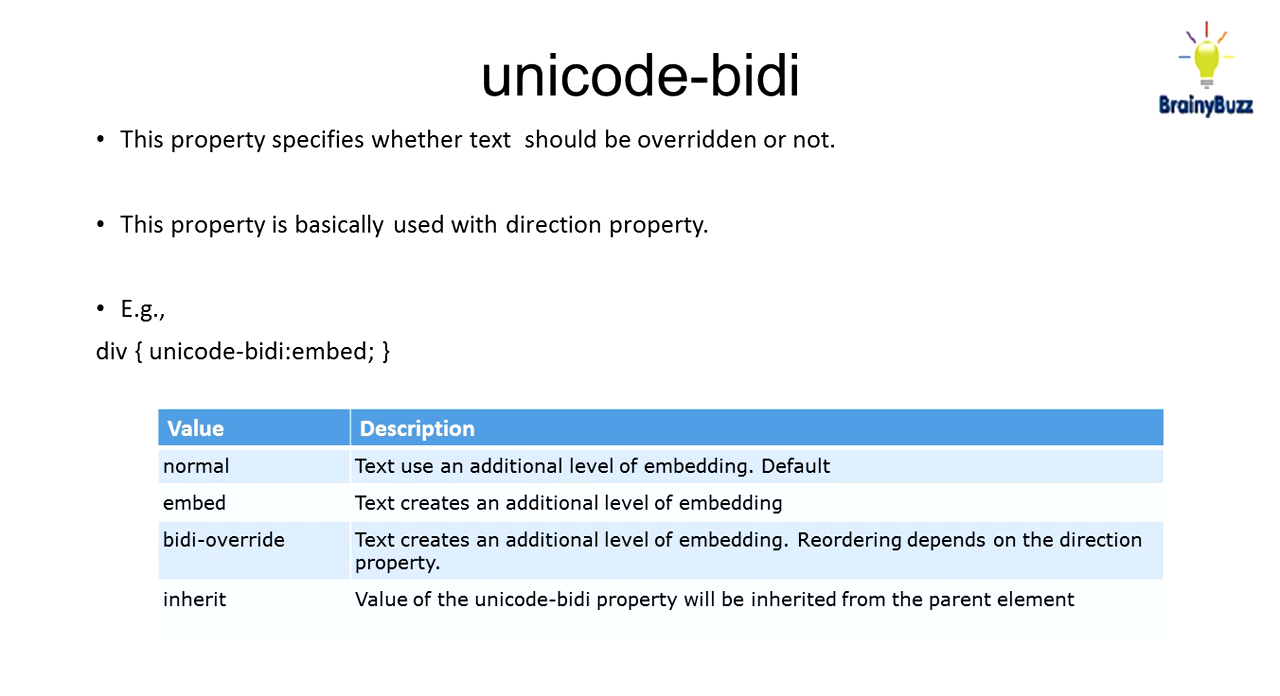 unicode-bidi
BrainyBuzz
• This property specifies whether text should be overridden or not.
• This property is basically used with direction property.
• E.g.,
div { unicode-bidi:embed; }
Value Description
normal Text use an additional level of embedding. Default
embed Text creates an additional level of embedding
bidi-override Text creates an additional level of embedding. Reordering depends on the direction
property.
inherit Value of the unicode-bidi property will be inherited from the parent element